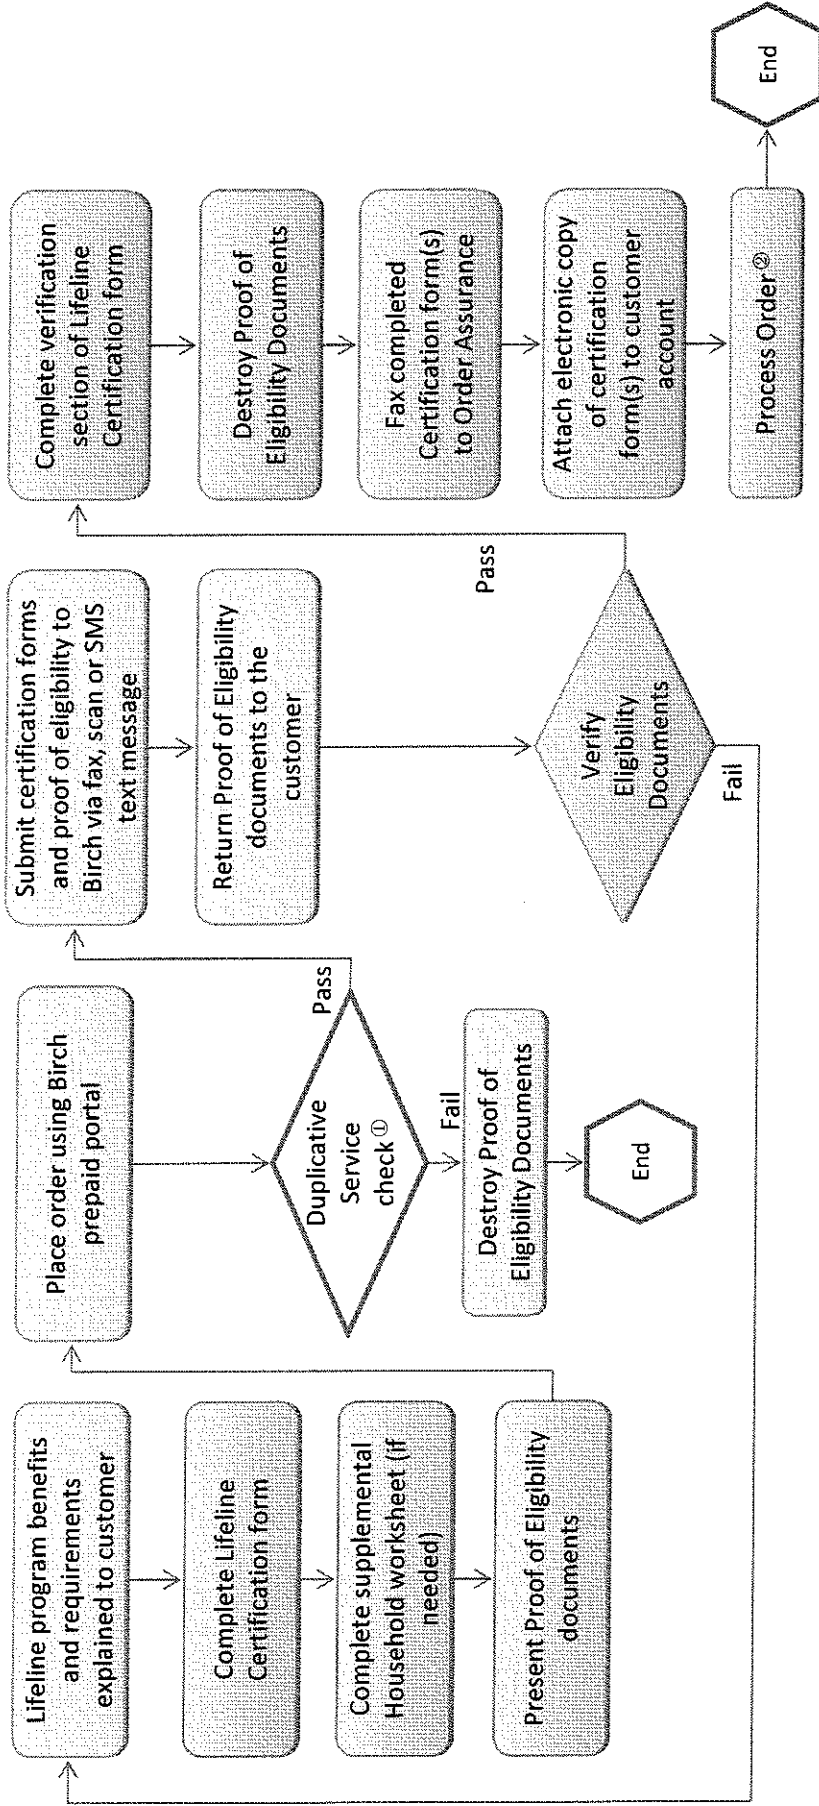 Lifeline program benefits
and requirements
explained to customer
Complete Lifeline
Certification form
Complete supplemental
Household worksheet (if
needed)
Present Proof of Eligibility
documents
Place order using Birch
prepaid portal
Duplicative
Service
check①
Pass
Fail
Destroy Proof of
Eligibility Documents
End
Submit certification forms
and proof of eligibility to
Birch via fax, scan or SMS
text message
Return Proof of Eligibility
documents to the
customer
Verify
Eligibility
Documents
Pass
Fail
Complete verification
section of Lifeline
Certification form
Destroy Proof of
Eligibility Documents
Fax completed
Certification form(s)
to Order Assurance
Attach electronic copy
of certification
form(s) to customer
account
Process Order②
End